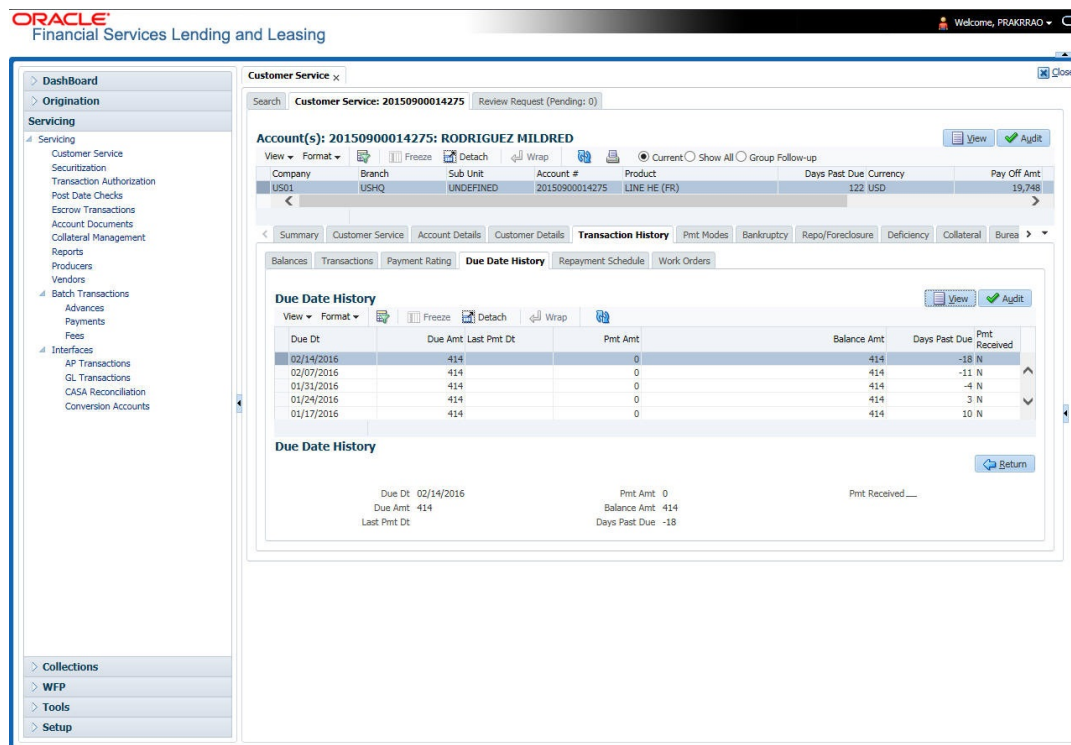 ORACLE
Financial Services Lending and Leasing
Welcome, PRAKRRAO
Close
DashBoard
Origination
Servicing
Servicing
Customer Service
Securitization
Transaction Authorization
Post Date Checks
Escrow Transactions
Account Documents
Collateral Management
Reports
Producers
Vendors
Batch Transactions
Advances
Payments
Fees
Interfaces
AP Transactions
GL Transactions
CASA Reconciliation
Conversion Accounts
Collections
WFP
Tools
Setup
Customer Service
Search Customer Service: 20150900014275 Review Request (Pending: 0)
Account(s): 20150900014275: RODRIGUEZ MILDRED View Audit
View Format Freeze Detach Wrap Current Show All Group Follow-up
Company Branch Sub Unit Account # Product Days Past Due Currency Pay Off Amt
US01 USHQ UNDEFINED 20150900014275 LINE HE (FR) 122 USD 19,748
Summary Customer Service Account Details Customer Details Transaction History Pmt Modes Bankruptcy Repo/Foreclosure Deficiency Collateral Burea
Balances Transactions Payment Rating Due Date History Repayment Schedule Work Orders
Due Date History View Audit
View Format Freeze Detach Wrap
Due Dt Due Amt Last Pmt Dt Pmt Amt Balance Amt Days Past Due Pmt Received
02/14/2016 414 0 414 -18 N
02/07/2016 414 0 414 -11 N
01/31/2016 414 0 414 -4 N
01/24/2016 414 0 414 3 N
01/17/2016 414 0 414 10 N
Due Date History
Return
Due Dt 02/14/2016 Pmt Amt 0 Pmt Received
Due Amt 414 Balance Amt 414
Last Pmt Dt Days Past Due -18